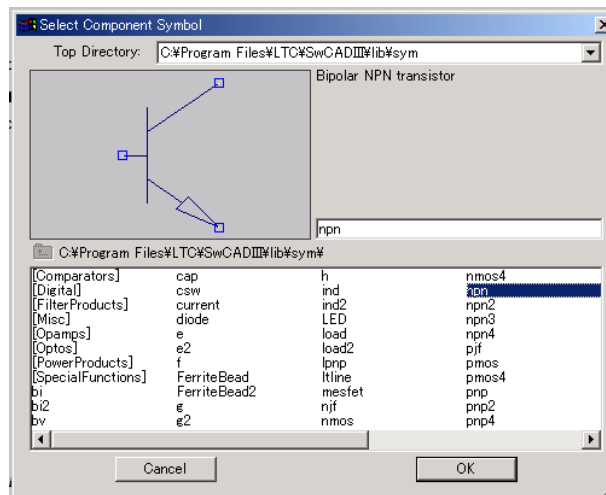 Select Component Symbol
Top Directory: C:¥Program Files¥LTC¥SwCADⅢ¥lib¥sym
Bipolar NPN transistor
npn
C:¥Program Files¥LTC¥SwCADⅢ¥lib¥sym¥
[Comparators] cap h nmos4
[Digital] csw ind npn
[FilterProducts] current ind2 npn2
[Misc] diode LED npn3
[Opamps] e load npn4
[Optos] e2 load2 pjf
[PowerProducts] f lpnp pmos
[SpecialFunctions] FerriteBead ltline pmos4
bi FerriteBead2 mesfet pnp
bi2 g njf pnp2
bv g2 nmos pnp4
Cancel OK